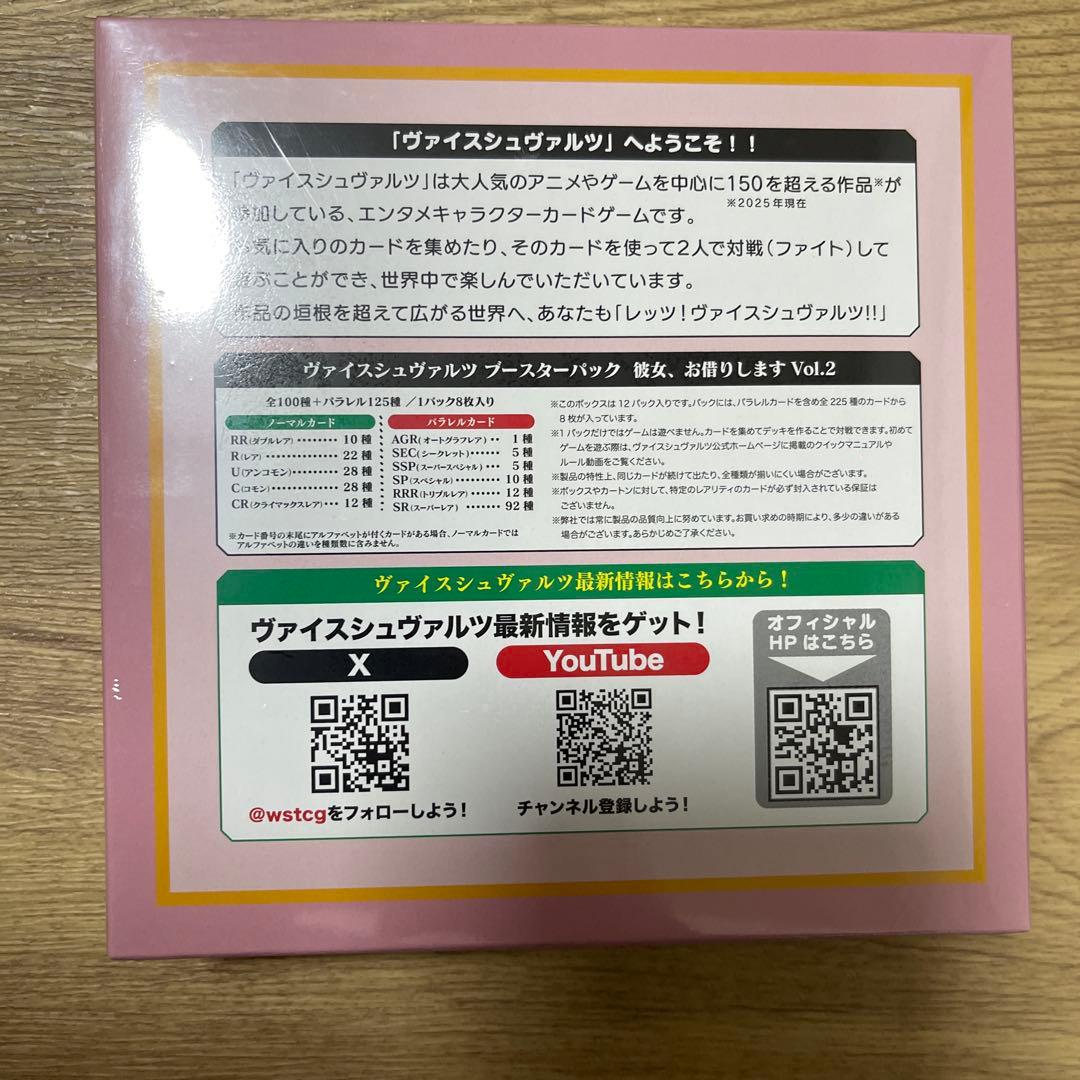 「ヴァイスシュヴァルツ」へようこそ！！
「ヴァイスシュヴァルツ」は大人気のアニメやゲームを中心に150を超える作品※が
※2025年現在
参加している、エンタメキャラクターカードゲームです。
お気に入りのカードを集めたり、そのカードを使って2人で対戦（ファイト）して
遊ぶことができ、世界中で楽しんでいただいています。
作品の垣根を超えて広がる世界へ、あなたも「レッツ！ヴァイスシュヴァルツ!!」
ヴァイスシュヴァルツ ブースターパック 彼女、お借りします Vol.2
全100種＋パラレル125種 ／1パック8枚入り
ノーマルカード
RR(ダブルレア)‥‥‥‥ 10種
R(レア)‥‥‥‥‥‥ 22種
U(アンコモン)‥‥‥‥ 28種
C(コモン)‥‥‥‥‥ 28種
CR(クライマックスレア)‥‥ 12種
パラレルカード
AGR(オートグラフレア)‥ 1種
SEC(シークレット)‥‥‥ 5種
SSP(スーパースペシャル)‥‥ 5種
SP(スペシャル)‥‥‥‥ 10種
RRR(トリプルレア)‥‥‥ 12種
SR(スーパーレア)‥‥‥ 92種
※カード番号の末尾にアルファベットが付くカードがある場合、ノーマルカードでは
アルファベットの違いを種類数に含みません。
※このボックスは12パック入りです。パックには、パラレルカードを含め全225種のカードから
8枚が入っています。
※1パックだけではゲームは遊べません。カードを集めてデッキを作ることで対戦できます。初めて
ゲームを遊ぶ際は、ヴァイスシュヴァルツ公式ホームページに掲載のクイックマニュアルや
ルール動画をご覧ください。
※製品の特性上、同じカードが続けて出たり、全種類が揃いにくい場合がございます。
※ボックスやカートンに対して、特定のレアリティのカードが必ず封入されている保証は
ございません。
※弊社では常に製品の品質向上に努めています。お買い求めの時期により、多少の違いがある
場合がございます。あらかじめご了承ください。
ヴァイスシュヴァルツ最新情報はこちらから！
ヴァイスシュヴァルツ最新情報をゲット！
X
@wstcgをフォローしよう！
YouTube
チャンネル登録しよう！
オフィシャル
HPはこちら